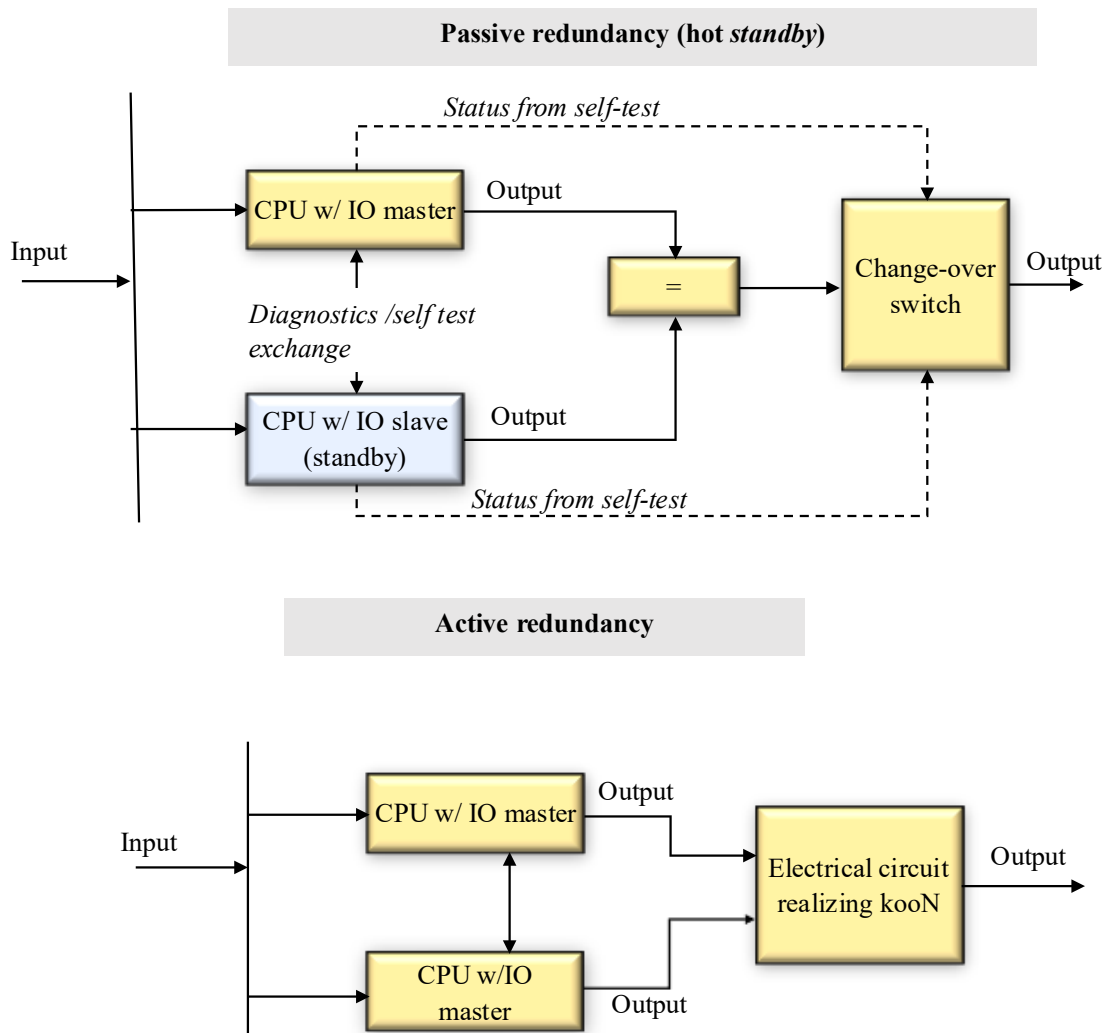 Passive redundancy (hot standby)
Status from self-test
CPU w/ IO master
Output
Input
=
Change-over
switch
Output
Diagnostics /self test
exchange
CPU w/ IO slave
(standby)
Output
Status from self-test
Active redundancy
CPU w/ IO master
Output
Input
Electrical circuit
realizing kooN
Output
CPU w/IO
master
Output